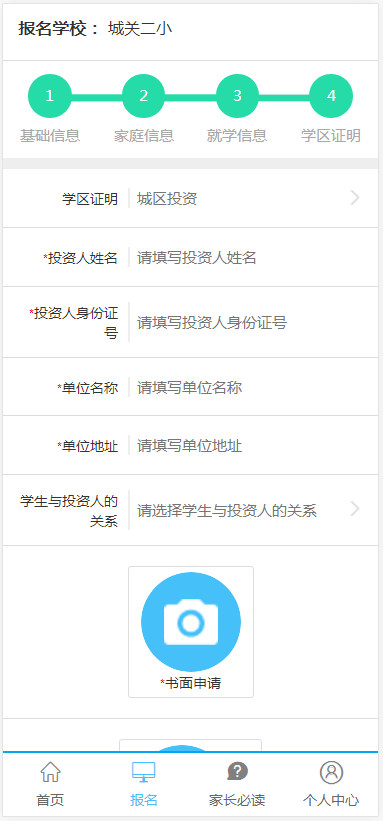 报名学校： 城关二小
1 2 3 4
基础信息 家庭信息 就学信息 学区证明
学区证明 城区投资
*投资人姓名 请填写投资人姓名
*投资人身份证
号 请填写投资人身份证号
*单位名称 请填写单位名称
*单位地址 请填写单位地址
学生与投资人的
关系 请选择学生与投资人的关系
*书面申请
首页 报名 家长必读 个人中心